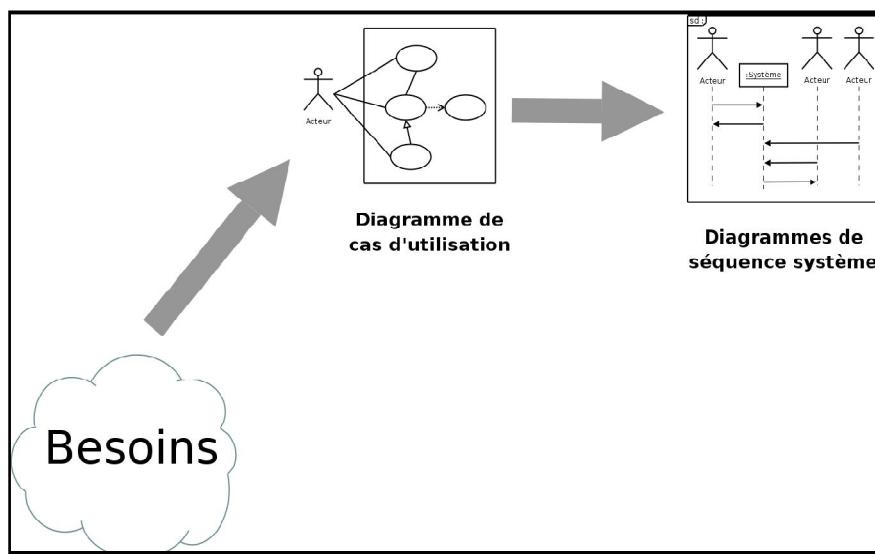 sd :
Acteur
:Système
Acteur
Acteur
Acteur
Diagramme de
cas d'utilisation
Diagrammes de
séquence système
Besoins